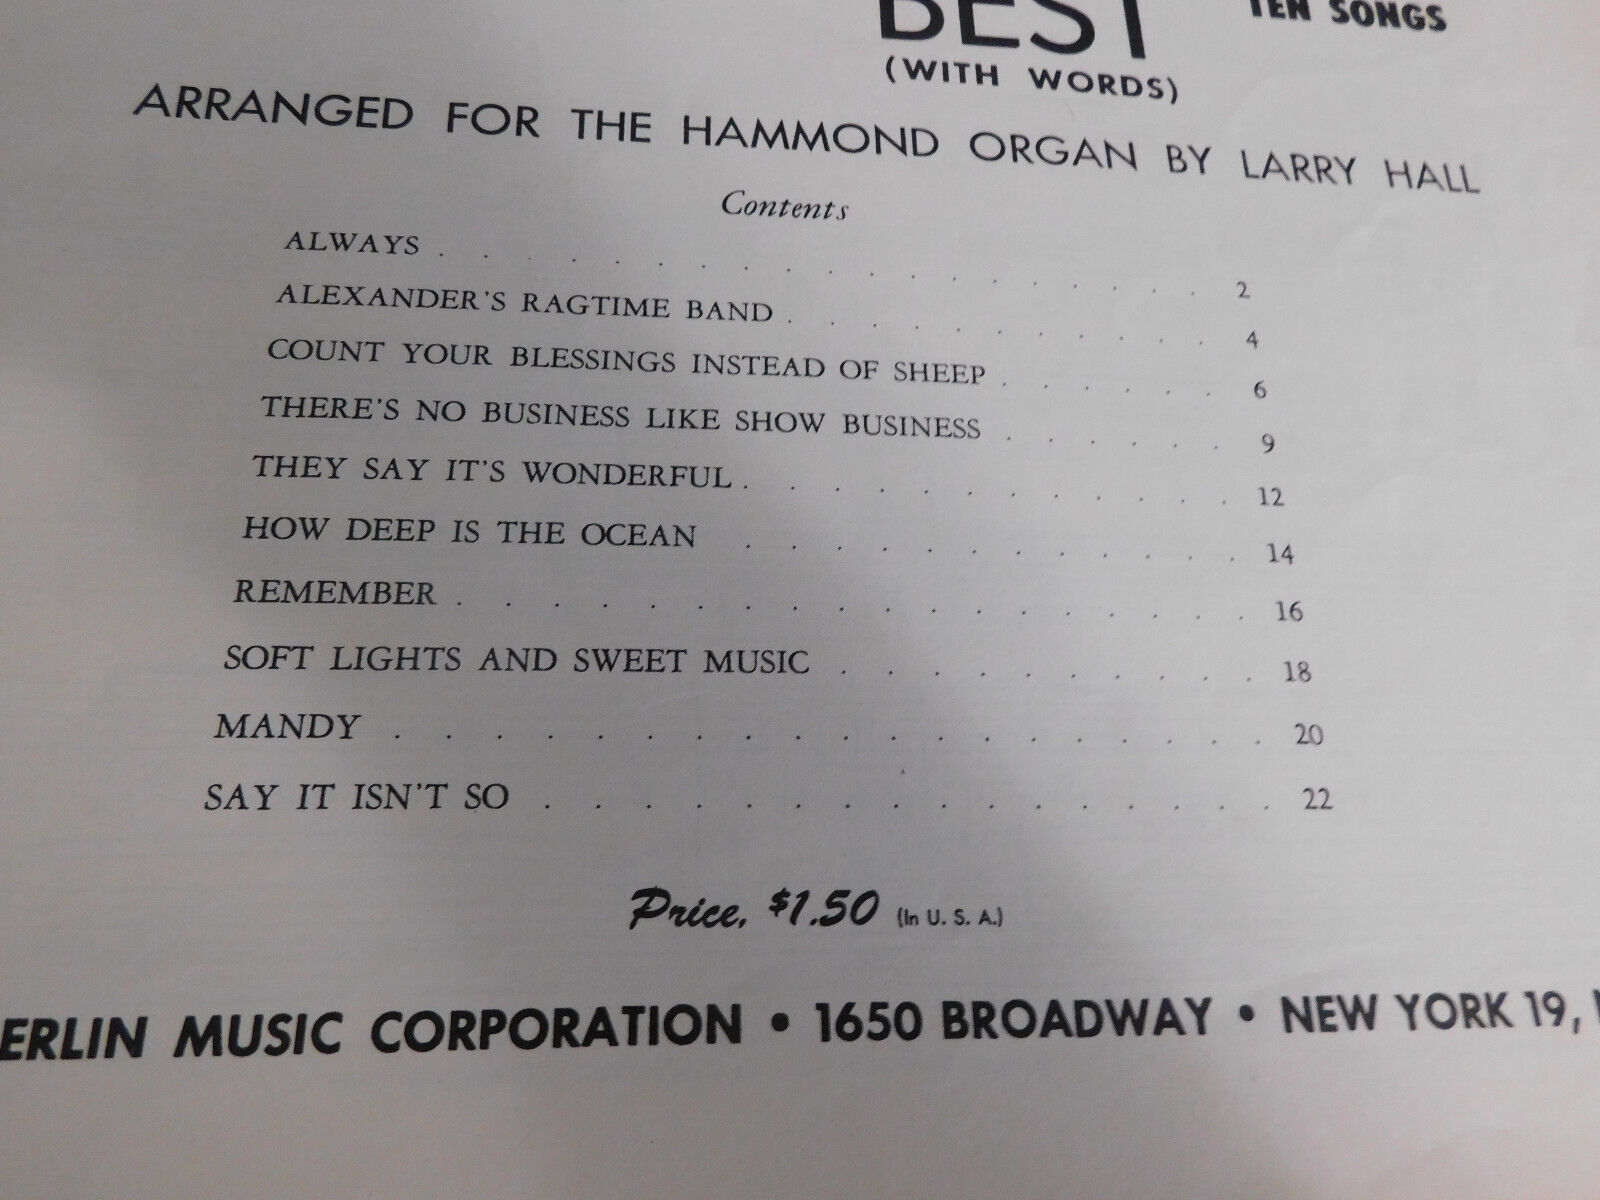 BEST
TEN SONGS
(WITH WORDS)
ARRANGED FOR THE HAMMOND ORGAN BY LARRY HALL
Contents
ALWAYS . . . . . . . . . . . . . . . . . . 2
ALEXANDER'S RAGTIME BAND . . . . . . . . . . . 4
COUNT YOUR BLESSINGS INSTEAD OF SHEEP . . . . . . 6
THERE'S NO BUSINESS LIKE SHOW BUSINESS . . . . . . 9
THEY SAY IT'S WONDERFUL . . . . . . . . . . . 12
HOW DEEP IS THE OCEAN . . . . . . . . . . . 14
REMEMBER . . . . . . . . . . . . . . . . . 16
SOFT LIGHTS AND SWEET MUSIC . . . . . . . . . . 18
MANDY . . . . . . . . . . . . . . . . . . 20
SAY IT ISN'T SO . . . . . . . . . . . . . . . 22
Price, $1.50 (In U. S. A.)
ERLIN MUSIC CORPORATION • 1650 BROADWAY • NEW YORK 19,